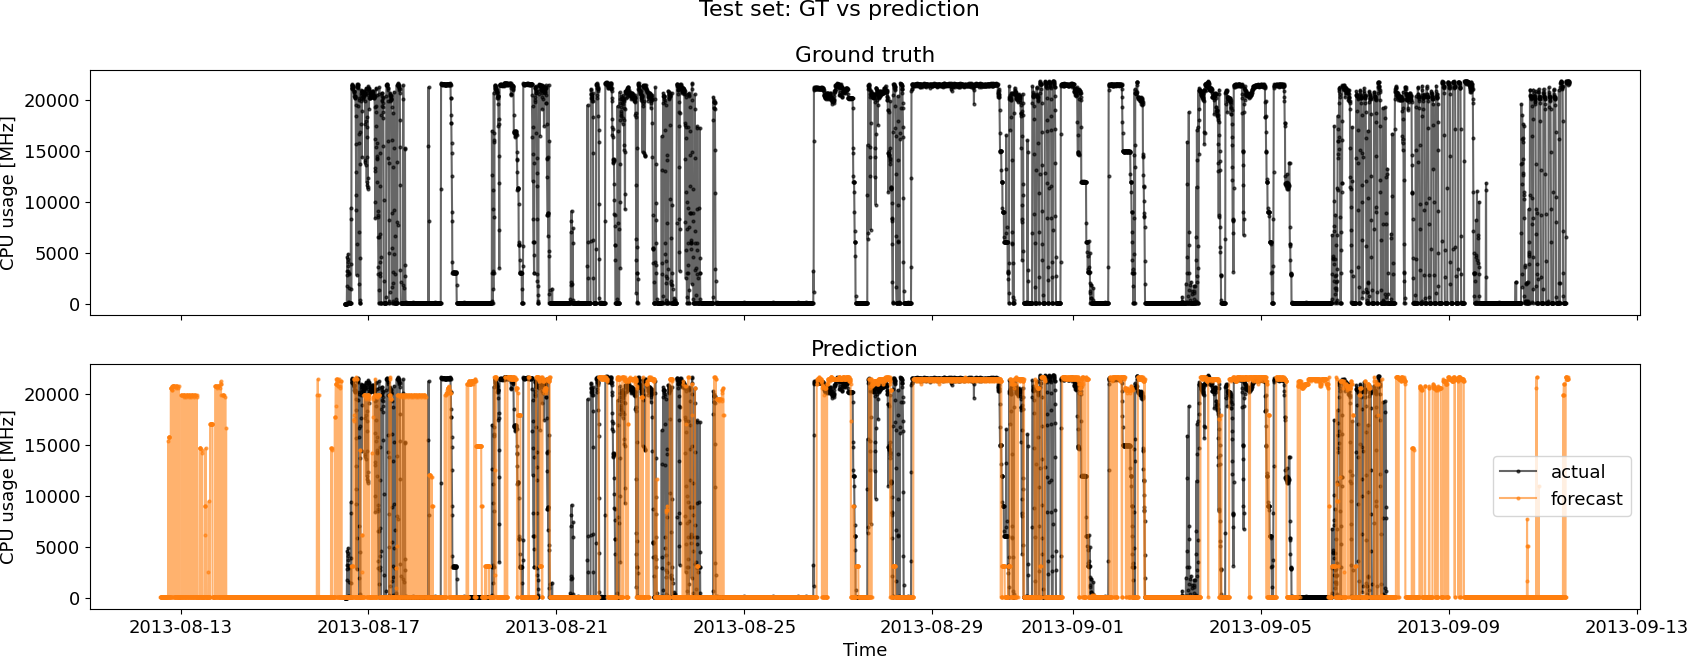 Test set: GT vs prediction
Ground truth
CPU usage [MHz]
20000
15000
10000
5000
0
Prediction
CPU usage [MHz]
20000
15000
10000
5000
0
actual
forecast
2013-08-13 2013-08-17 2013-08-21 2013-08-25 2013-08-29 2013-09-01 2013-09-05 2013-09-09 2013-09-13
Time